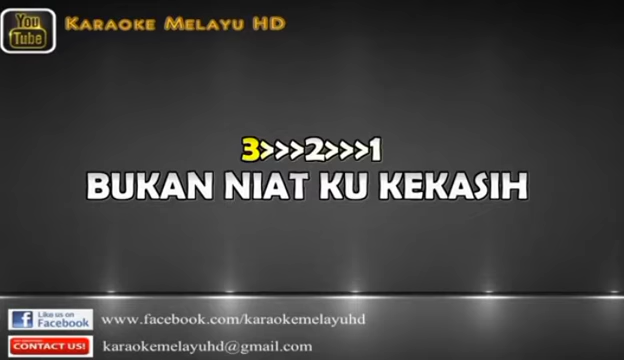 You
Tube
KARAOKE MELAYU HD
3>>>2>>>1
BUKAN NIAT KU KEKASIH
Like us on
Facebook
www.facebook.com/karaokemelayuhd
CONTACT US!
karaokemelayuhd@gmail.com